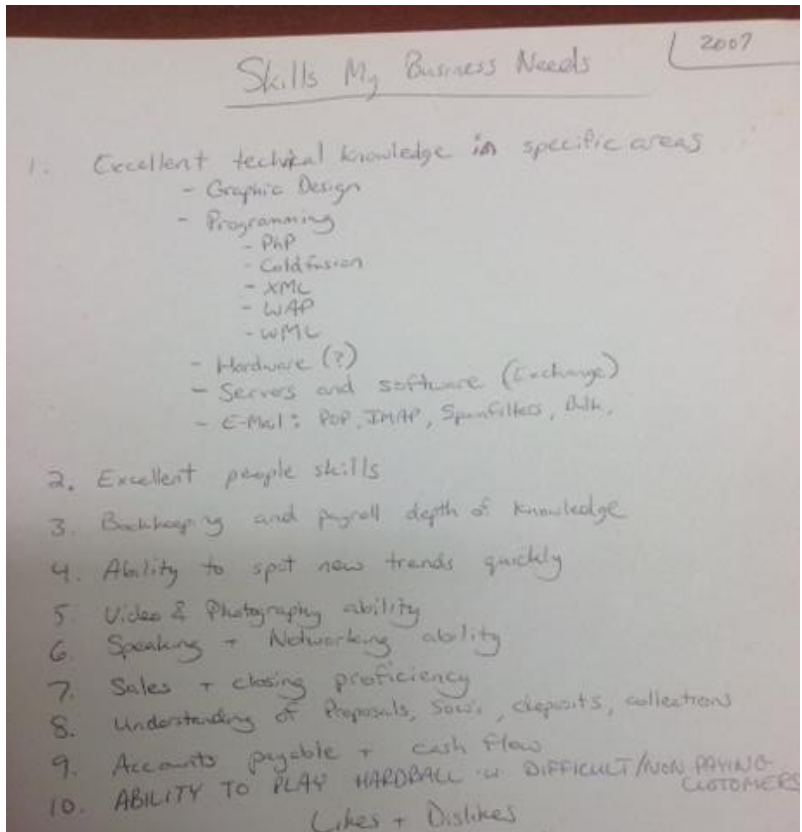 2007
Skills My Business Needs
1. Excellent technical knowledge in specific areas
- Graphic Design
- Programming
- PhP
- Coldfusion
- XML
- WAP
- WML
- Hardware (?)
- Servers and software (Exchange)
- E-Mail: POP, IMAP, Spamfilters, Bulk,
2. Excellent people skills
3. Bookkeeping and payroll depth of knowledge
4. Ability to spot new trends quickly
5. Video & Photography ability
6. Speaking + Networking ability
7. Sales + closing proficiency
8. Understanding of Proposals, SOW's, deposits, collections
9. Accounts payable + cash flow
10. ABILITY TO PLAY HARDBALL w DIFFICULT/NON PAYING
CUSTOMERS
Likes + Dislikes